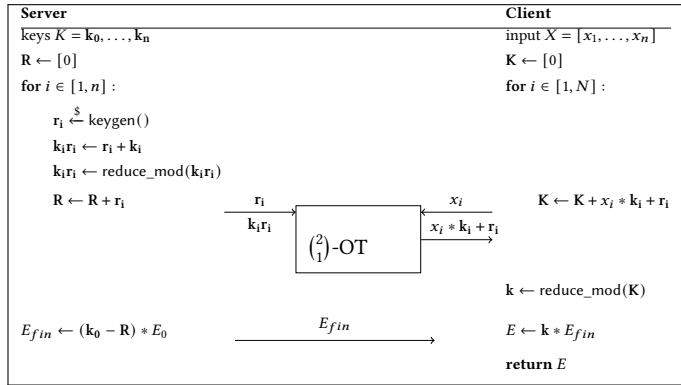 Server Client
keys K = k₀, . . . , kₙ input X = [x₁, . . . , xₙ]
R ← [0] K ← [0]
for i ∈ [1, n] : for i ∈ [1, N] :
rᵢ ←$ keygen()
kᵢrᵢ ← rᵢ + kᵢ
kᵢrᵢ ← reduce_mod(kᵢrᵢ)
R ← R + rᵢ rᵢ xᵢ K ← K + xᵢ * kᵢ + rᵢ
kᵢrᵢ (2 1)-OT xᵢ * kᵢ + rᵢ
k ← reduce_mod(K)
E_fin ← (k₀ − R) * E₀ E_fin E ← k * E_fin
return E